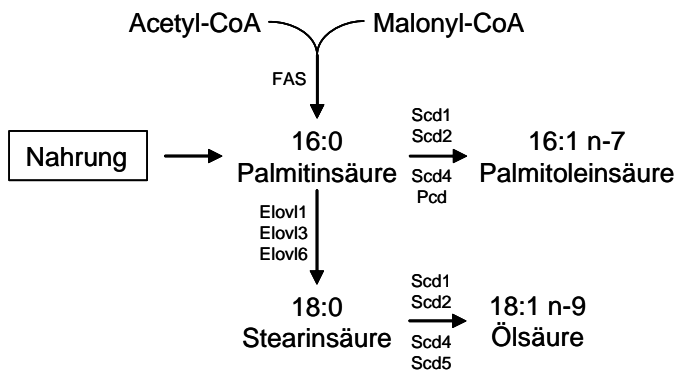 Acetyl-CoA Malonyl-CoA
FAS
Nahrung
16:0
Palmitinsäure
Scd1
Scd2
Scd4
Pcd
16:1 n-7
Palmitoleinsäure
Elovl1
Elovl3
Elovl6
18:0
Stearinsäure
Scd1
Scd2
Scd4
Scd5
18:1 n-9
Ölsäure